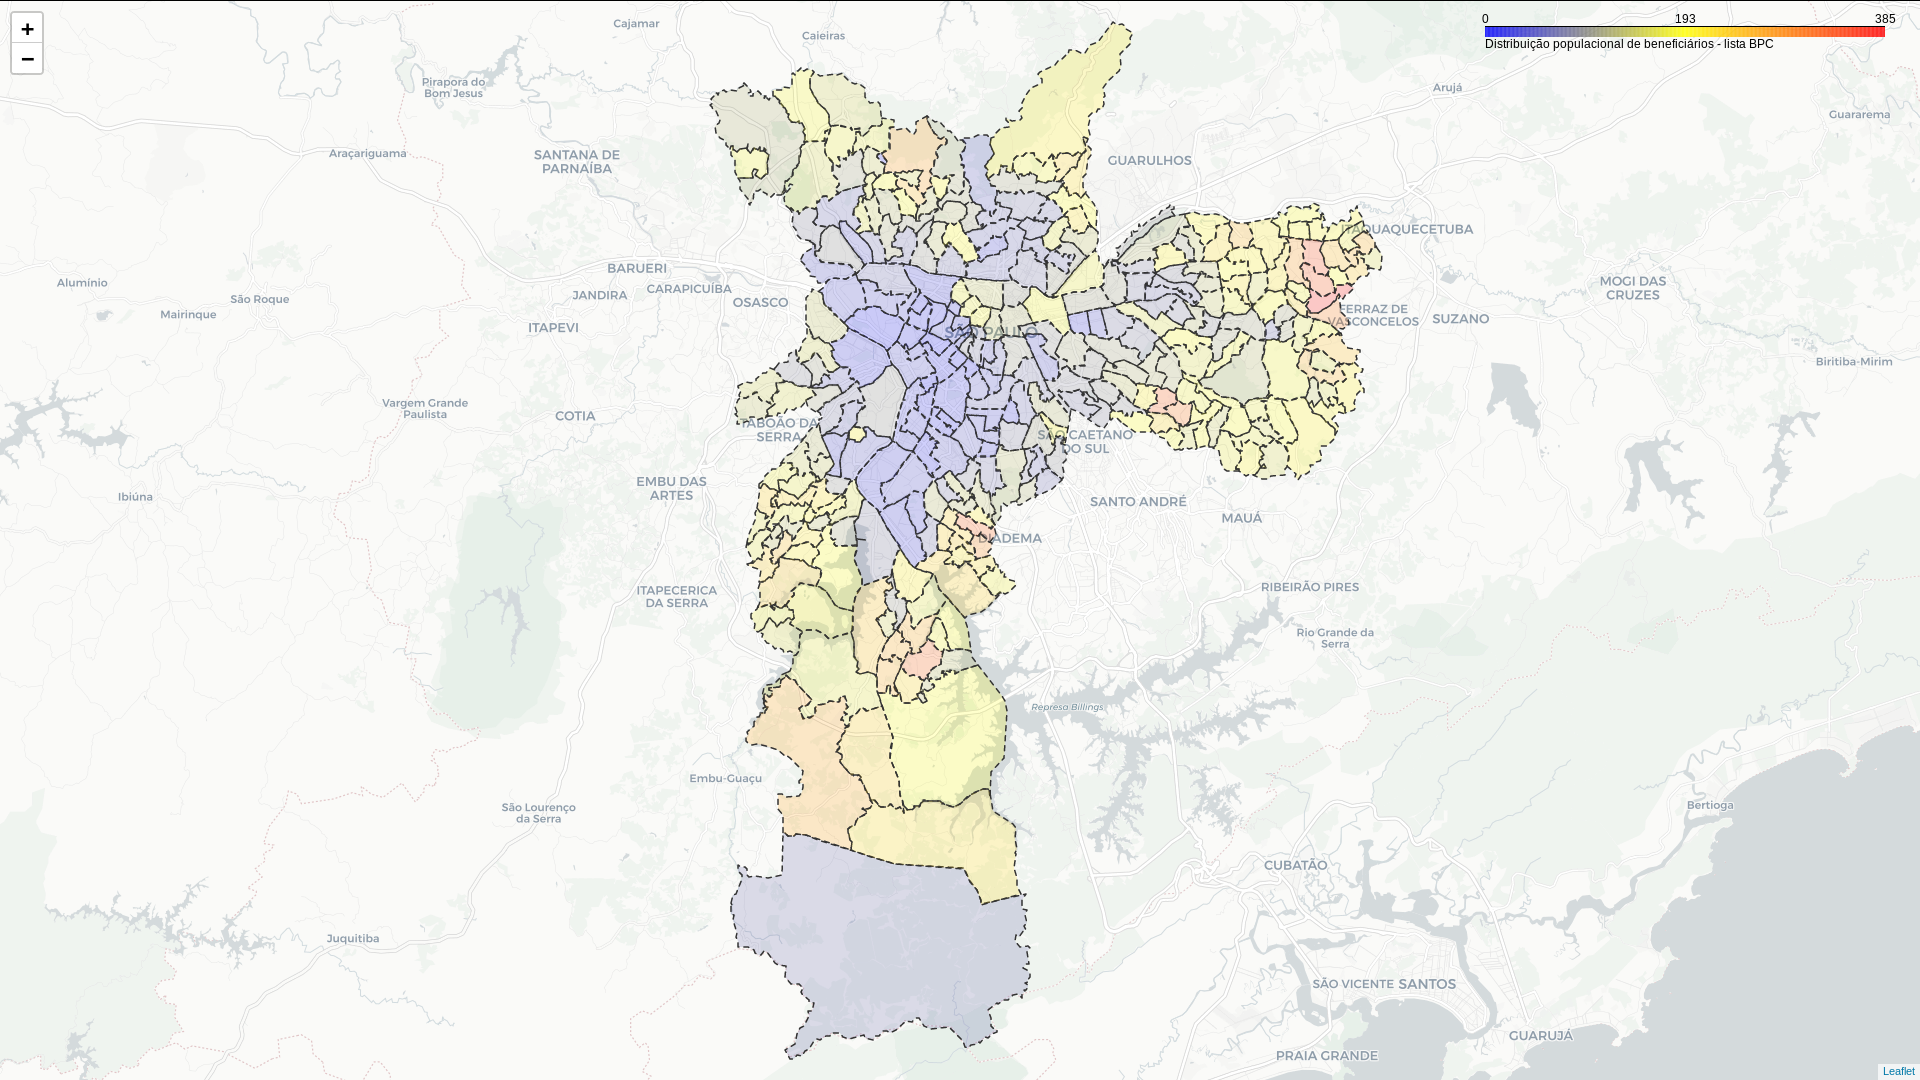 +
−
0 193 385
Distribuição populacional de beneficiários - lista BPC
Cajamar
Caieiras
Pirapora do
Bom Jesus
Arujá
Guararema
Araçariguama
SANTANA DE
PARNAÍBA
GUARULHOS
ITAQUAQUECETUBA
BARUERI
Alumínio
São Roque
JANDIRA
CARAPICUÍBA
OSASCO
MOGI DAS
CRUZES
Mairinque
ITAPEVI
SÃO PAULO
FERRAZ DE
VASCONCELOS
SUZANO
Biritiba-Mirim
Vargem Grande
Paulista
COTIA
TABOÃO DA
SERRA
SÃO CAETANO
DO SUL
EMBU DAS
ARTES
Ibiúna
SANTO ANDRÉ
MAUÁ
DIADEMA
ITAPECERICA
DA SERRA
RIBEIRÃO PIRES
Rio Grande da
Serra
Represa Billings
Embu-Guaçu
São Lourenço
da Serra
Bertioga
CUBATÃO
Juquitiba
SÃO VICENTE
SANTOS
GUARUJÁ
PRAIA GRANDE
Leaflet